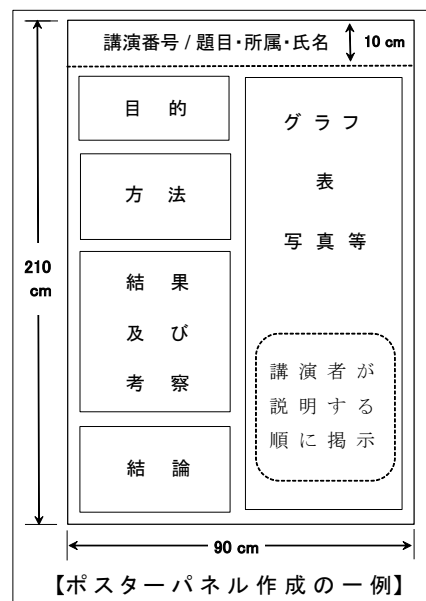 講演番号 / 題目・所属・氏名
10 cm
目 的
方 法
結 果
及 び
考 察
結 論
グ ラ フ
表
写 真 等
講 演 者 が
説 明 す る
順 に 掲 示
210
cm
90 cm
【ポスターパネル作成の一例】